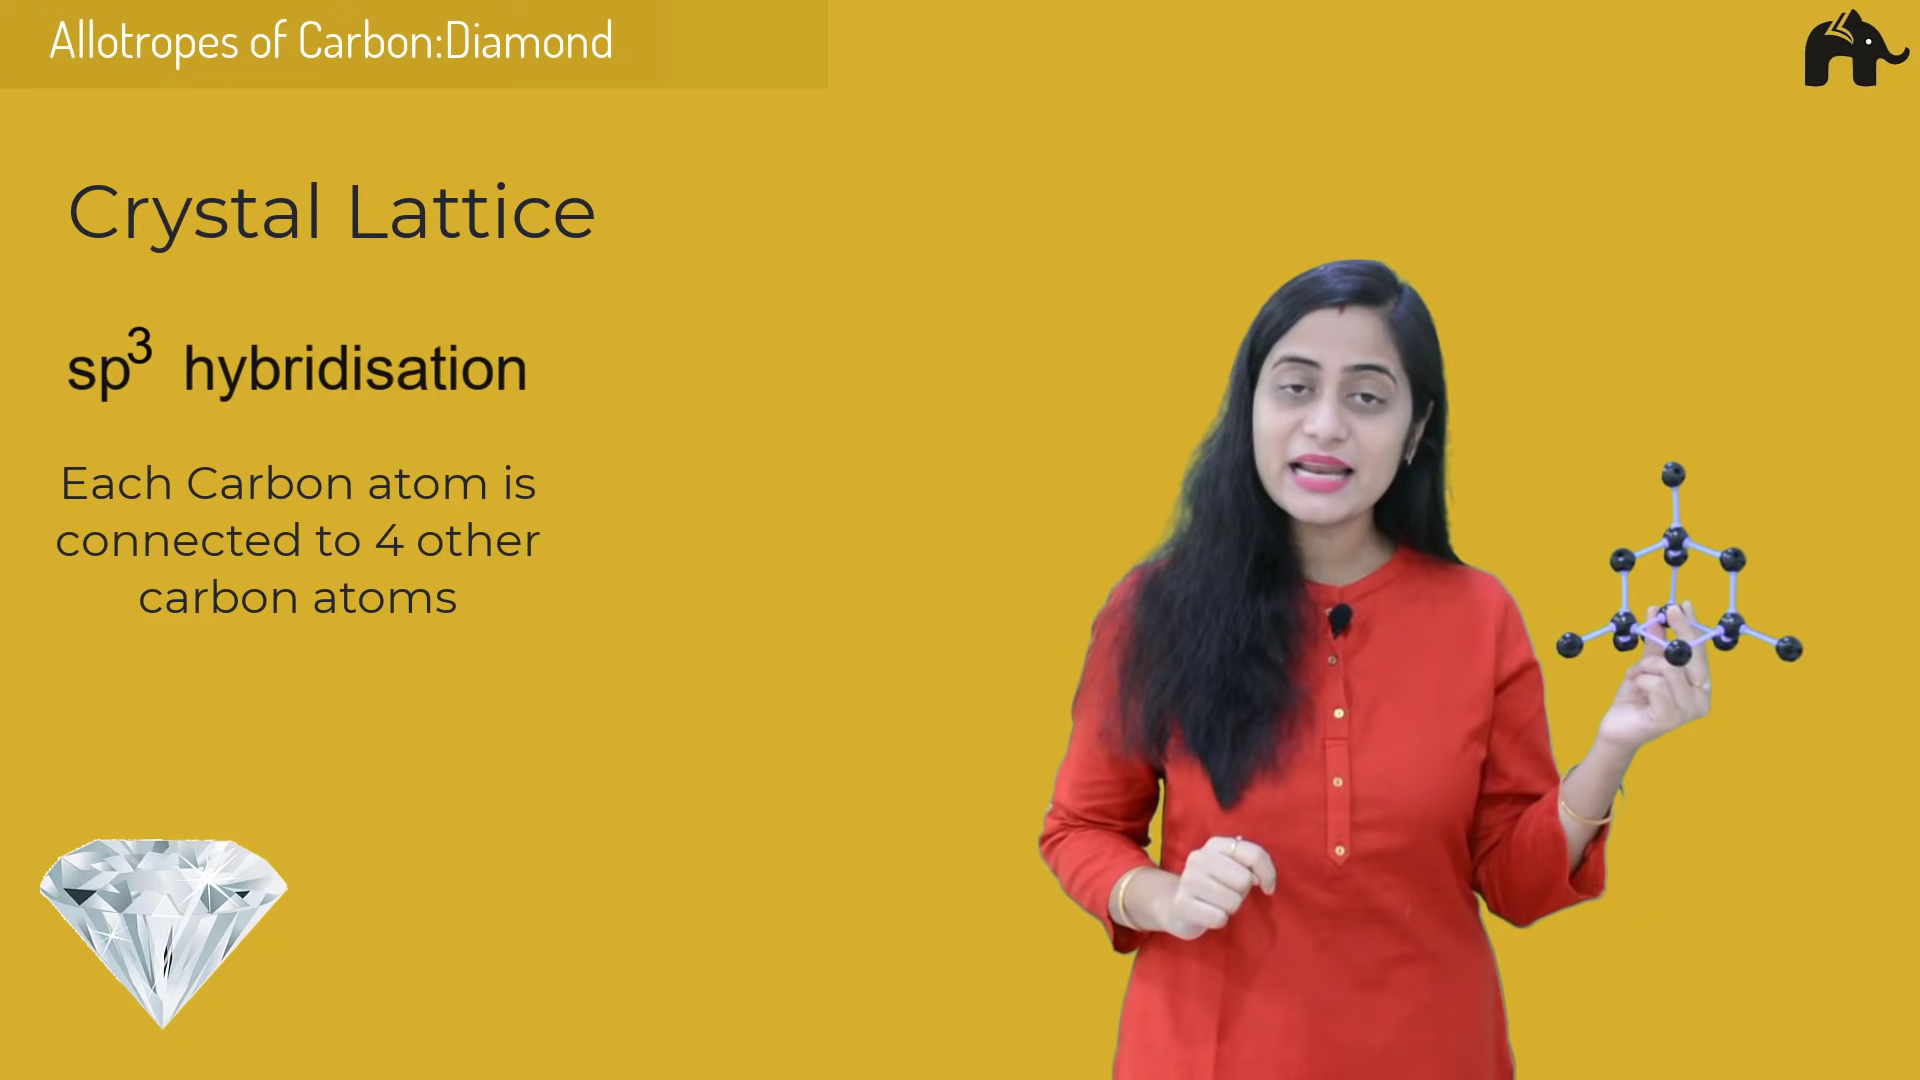 Allotropes of Carbon:Diamond
Crystal Lattice
sp³ hybridisation
Each Carbon atom is
connected to 4 other
carbon atoms